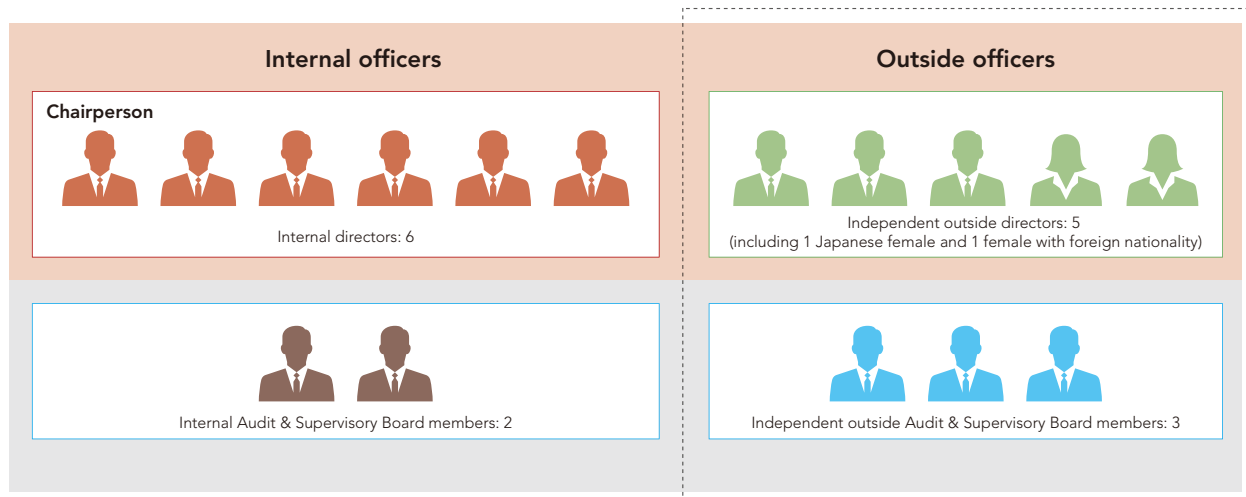 Internal officers
Outside officers
Chairperson
Internal directors: 6
Independent outside directors: 5
(including 1 Japanese female and 1 female with foreign nationality)
Internal Audit & Supervisory Board members: 2
Independent outside Audit & Supervisory Board members: 3